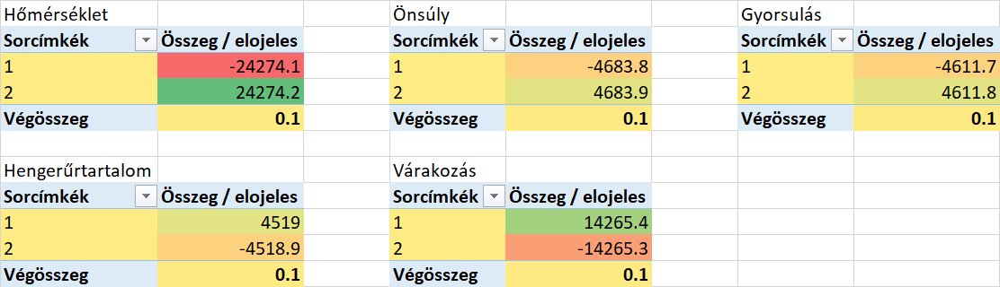 Hőmérséklet Önsúly Gyorsulás
Sorcímkék Összeg / elojeles Sorcímkék Összeg / elojeles Sorcímkék Összeg / elojeles
1 -24274.1 1 -4683.8 1 -4611.7
2 24274.2 2 4683.9 2 4611.8
Végösszeg 0.1 Végösszeg 0.1 Végösszeg 0.1
Hengerűrtartalom Várakozás
Sorcímkék Összeg / elojeles Sorcímkék Összeg / elojeles
1 4519 1 14265.4
2 -4518.9 2 -14265.3
Végösszeg 0.1 Végösszeg 0.1